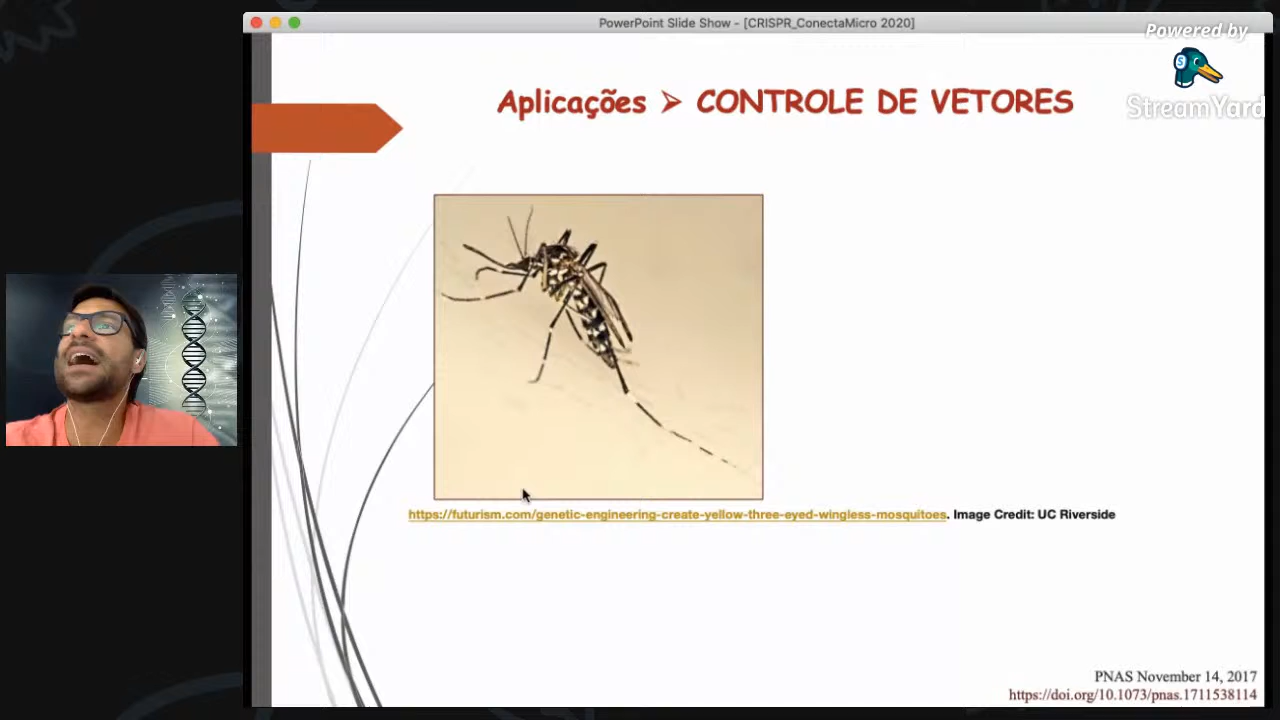 PowerPoint Slide Show - [CRISPR_ConectaMicro 2020]
Powered by
StreamYard
Aplicações ➢ CONTROLE DE VETORES
https://futurism.com/genetic-engineering-create-yellow-three-eyed-wingless-mosquitoes. Image Credit: UC Riverside
PNAS November 14, 2017
https://doi.org/10.1073/pnas.1711538114